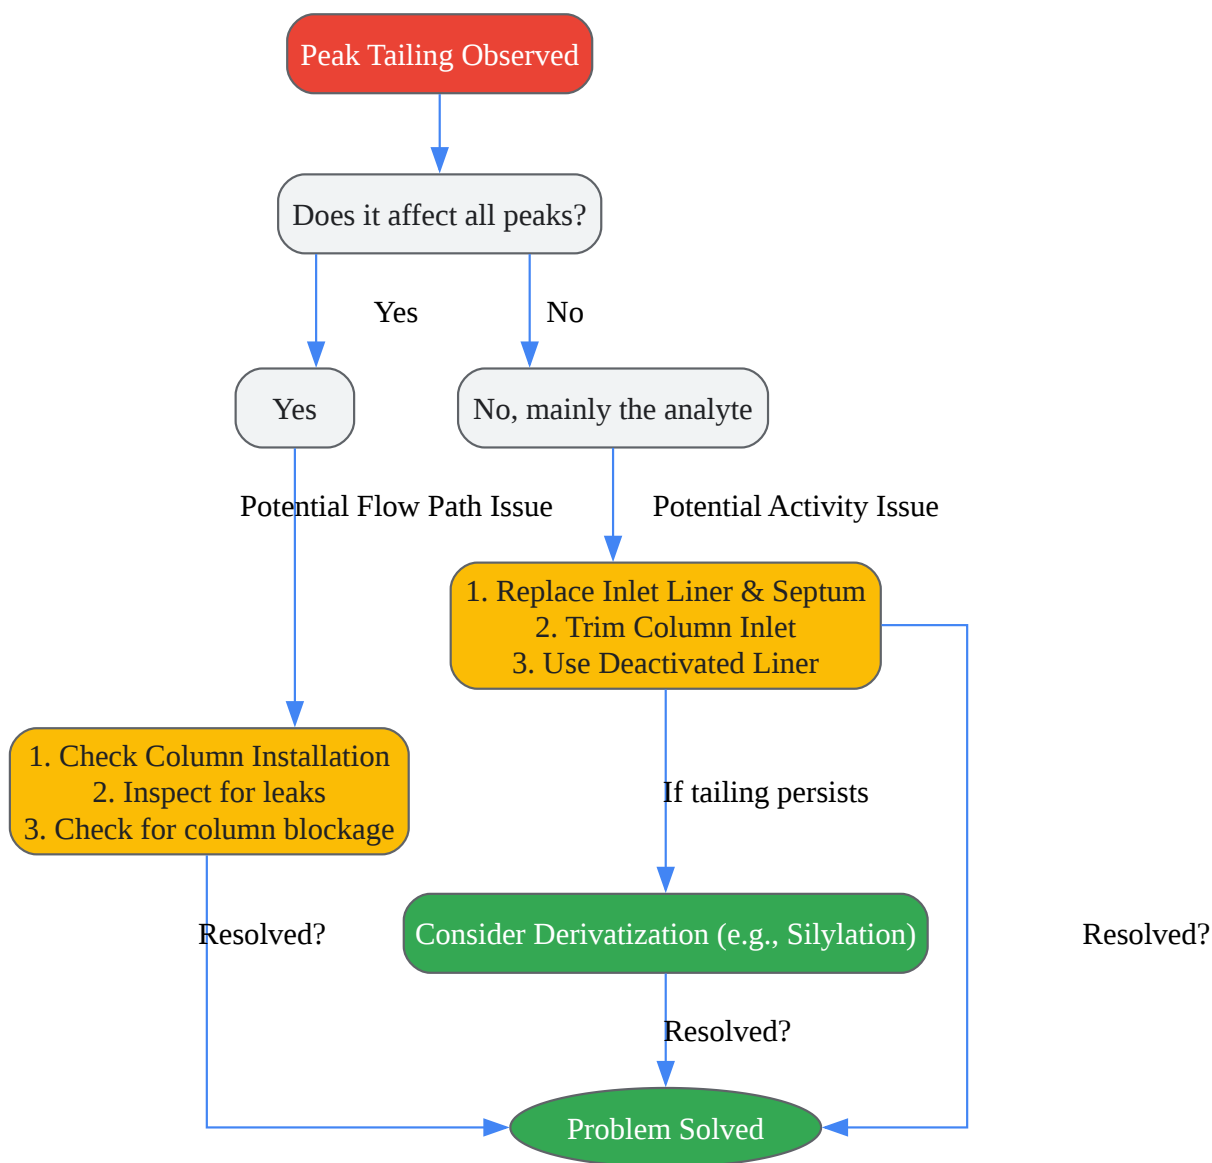 Peak Tailing Observed
Does it affect all peaks?
Yes
No
Yes
No, mainly the analyte
Potential Flow Path Issue
Potential Activity Issue
1. Replace Inlet Liner & Septum
2. Trim Column Inlet
3. Use Deactivated Liner
1. Check Column Installation
2. Inspect for leaks
3. Check for column blockage
If tailing persists
Resolved?
Consider Derivatization (e.g., Silylation)
Resolved?
Resolved?
Problem Solved